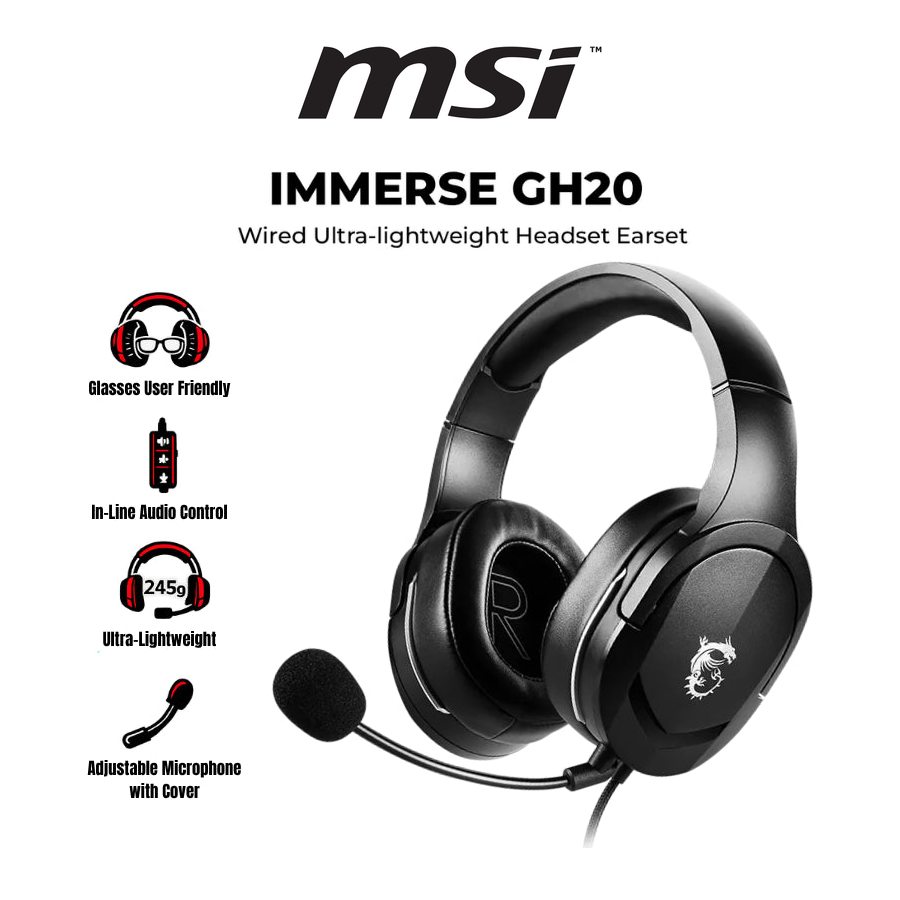 msi™
IMMERSE GH20
Wired Ultra-lightweight Headset Earset
Glasses User Friendly
In-Line Audio Control
245g
Ultra-Lightweight
Adjustable Microphone
with Cover
R